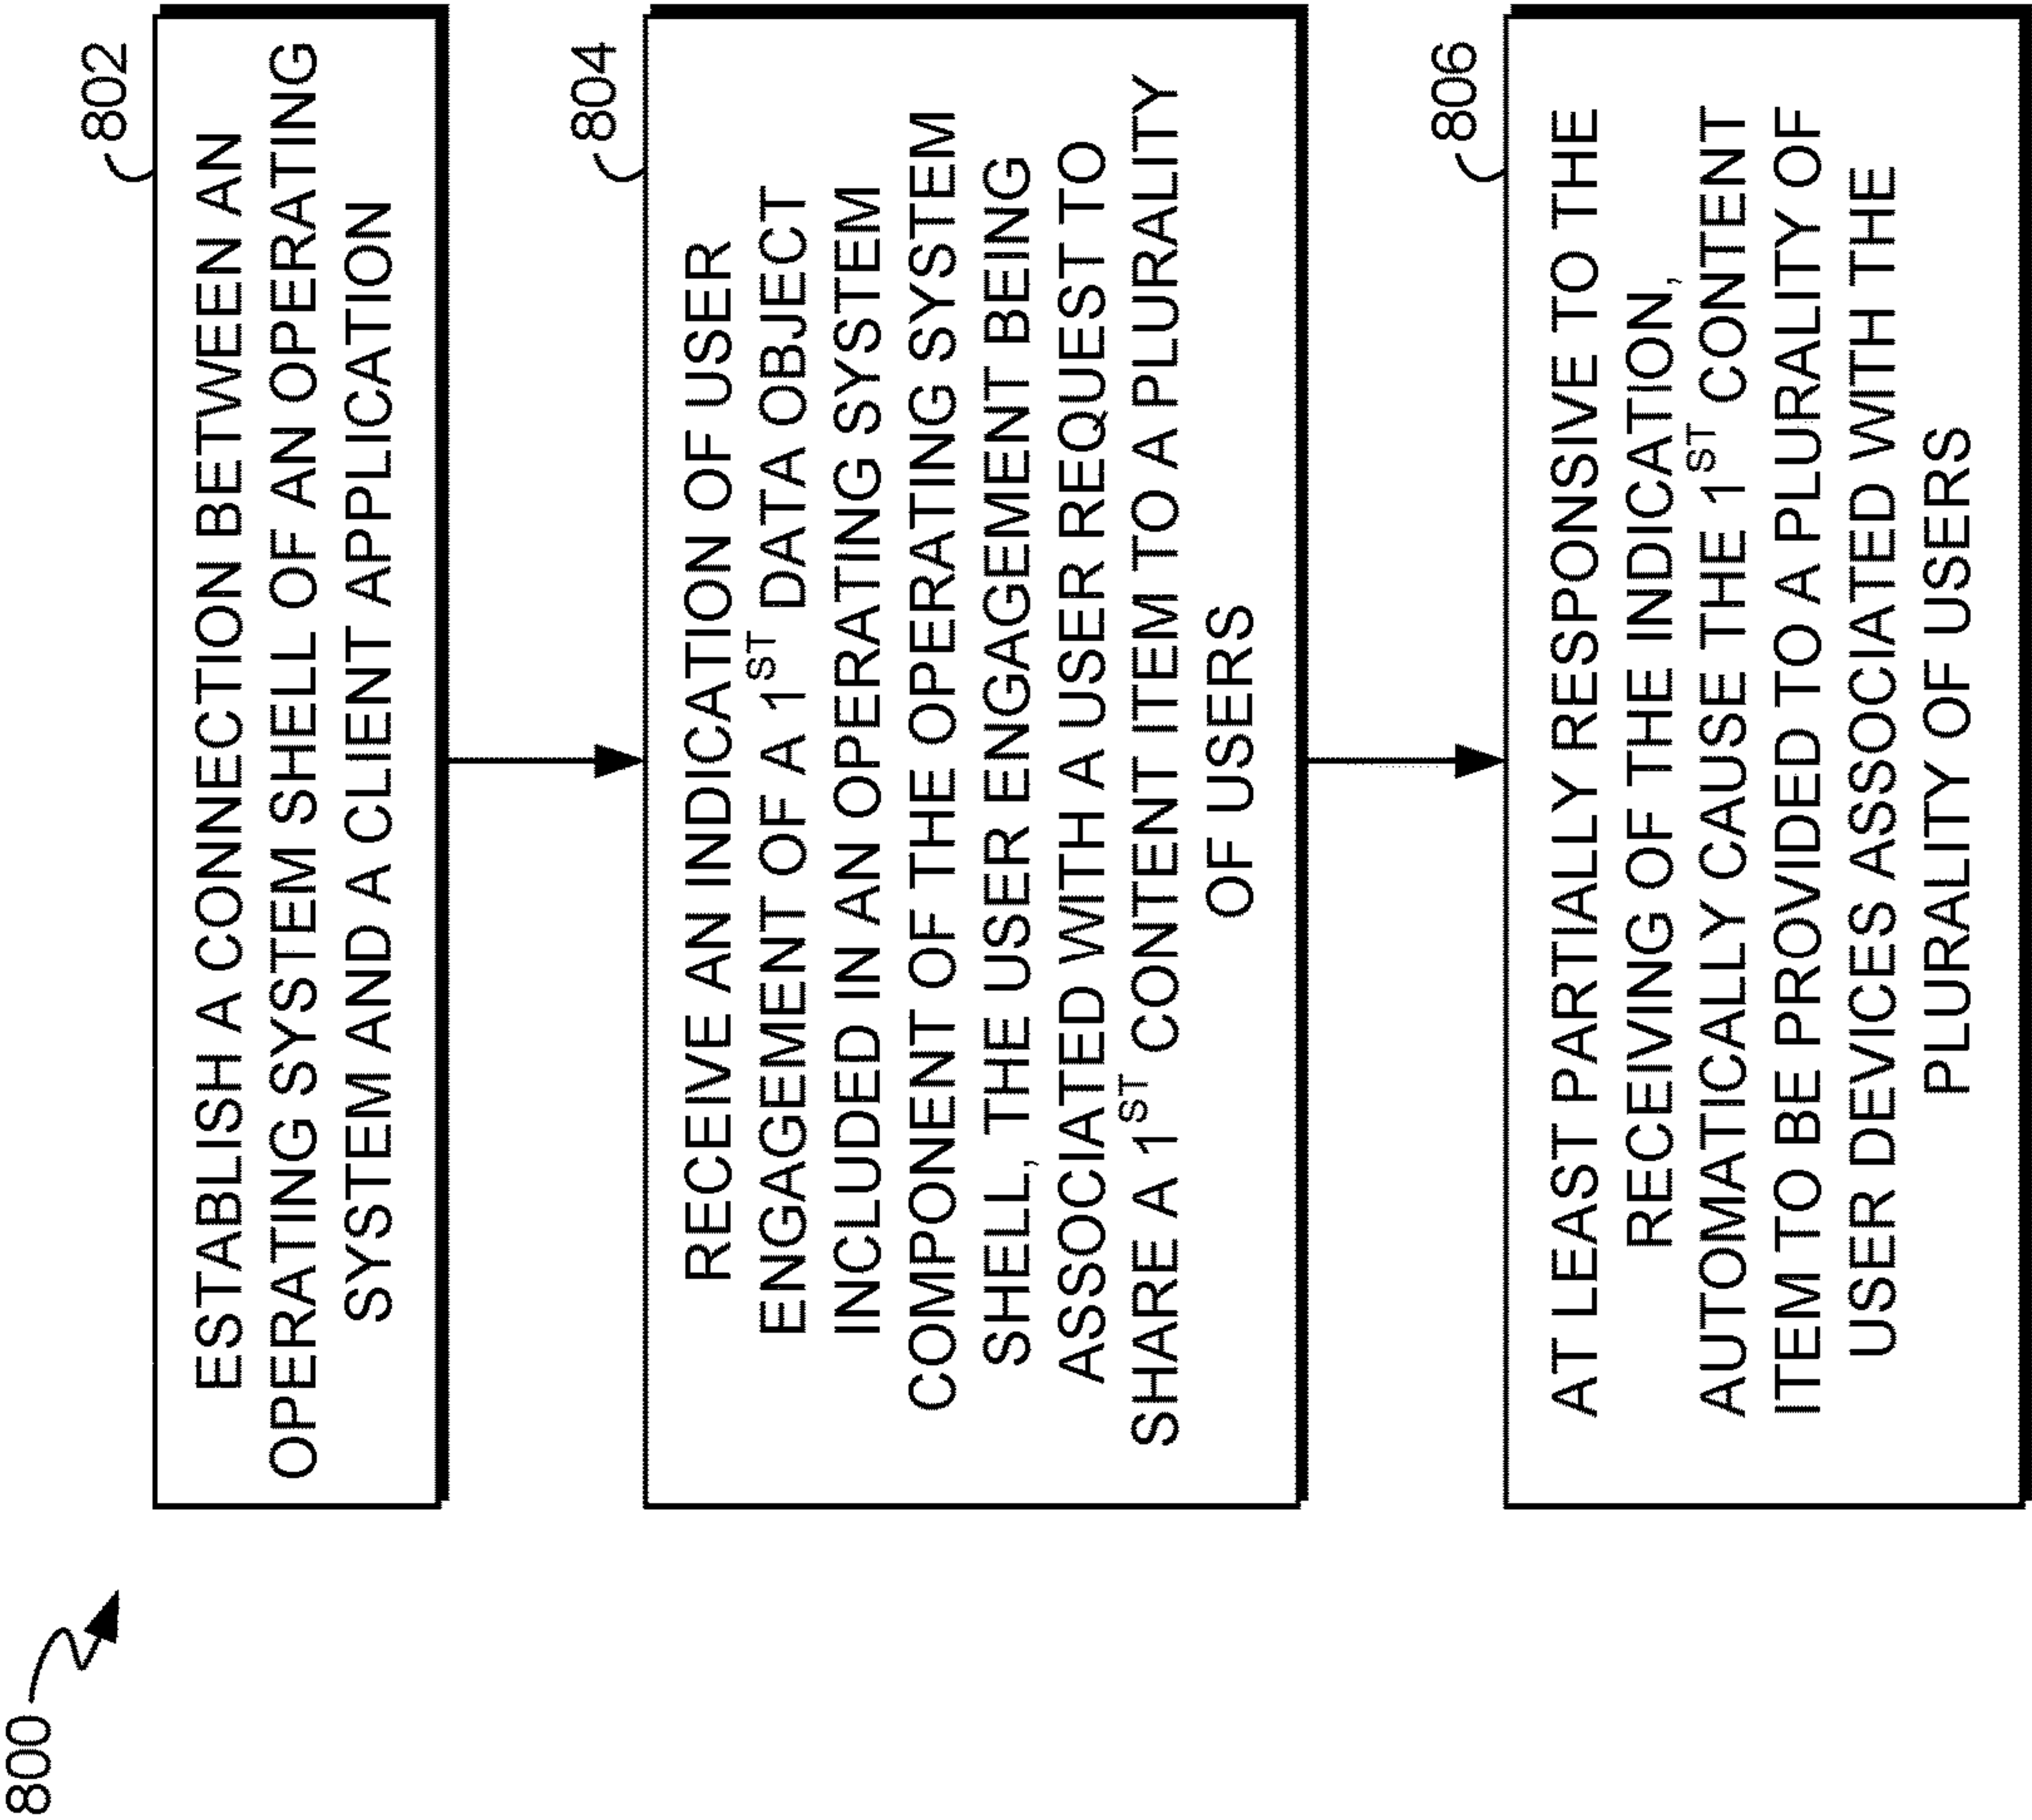 800
802
ESTABLISH A CONNECTION BETWEEN AN
OPERATING SYSTEM SHELL OF AN OPERATING
SYSTEM AND A CLIENT APPLICATION
804
RECEIVE AN INDICATION OF USER
ENGAGEMENT OF A 1ST DATA OBJECT
INCLUDED IN AN OPERATING SYSTEM
COMPONENT OF THE OPERATING SYSTEM
SHELL, THE USER ENGAGEMENT BEING
ASSOCIATED WITH A USER REQUEST TO
SHARE A 1ST CONTENT ITEM TO A PLURALITY
OF USERS
806
AT LEAST PARTIALLY RESPONSIVE TO THE
RECEIVING OF THE INDICATION,
AUTOMATICALLY CAUSE THE 1ST CONTENT
ITEM TO BE PROVIDED TO A PLURALITY OF
USER DEVICES ASSOCIATED WITH THE
PLURALITY OF USERS